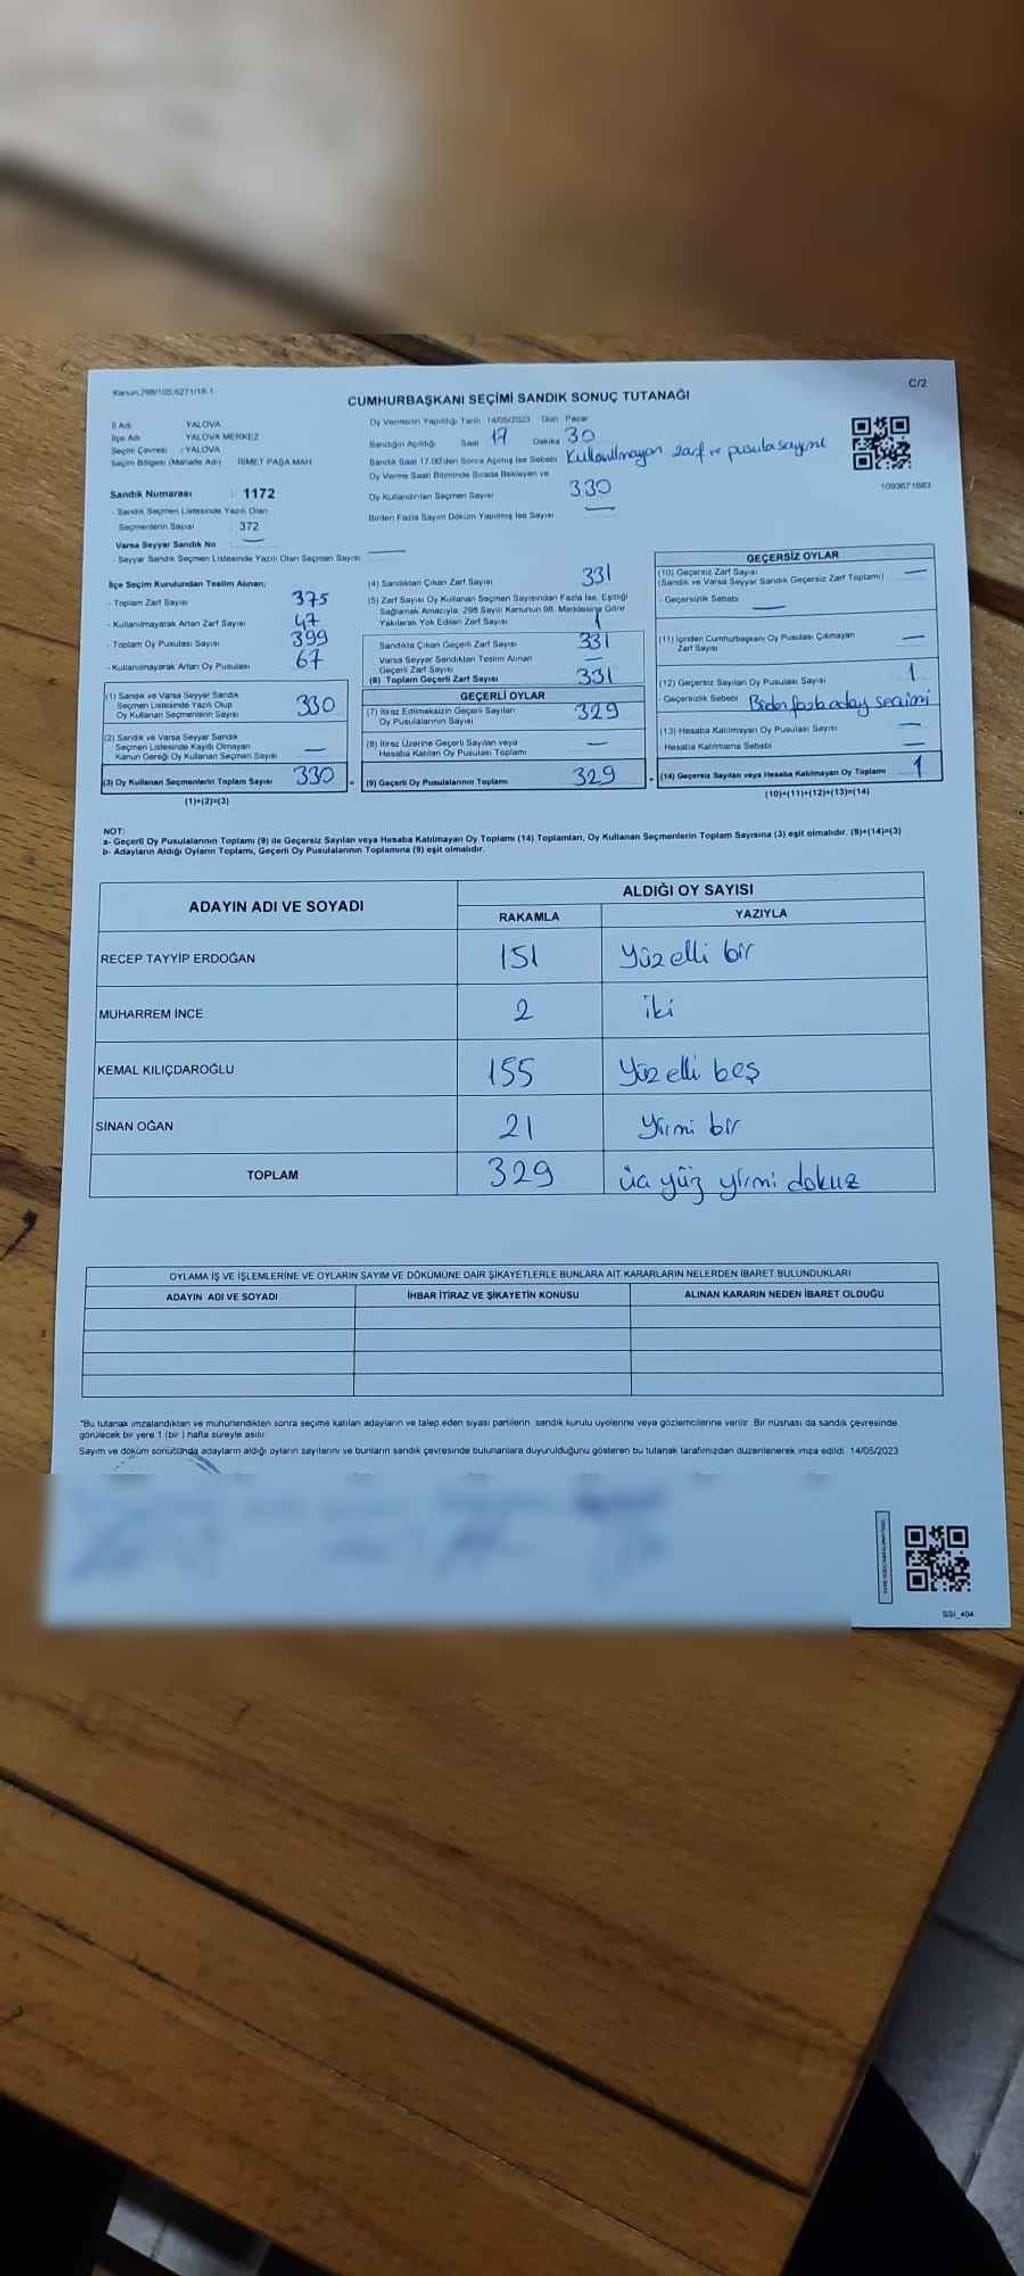 Kanun:298/105,6271/18-1
C/2
CUMHURBAŞKANI SEÇİMİ SANDIK SONUÇ TUTANAĞI
İl Adı YALOVA
İlçe Adı YALOVA MERKEZ
Seçim Çevresi : YALOVA
Seçim Bölgesi (Mahalle Adı) İSMET PAŞA MAH
Sandık Numarası : 1172
- Sandık Seçmen Listesinde Yazılı Olan
Seçmenlerin Sayısı 372
Varsa Seyyar Sandık No —
- Seyyar Sandık Seçmen Listesinde Yazılı Olan Seçmen Sayısı —
Oy Vermenin Yapıldığı Tarih 14/05/2023 Gün Pazar
Sandığın Açıldığı Saat 17 Dakika 30
Sandık Saat 17.00'den Sonra Açılmış İse Sebebi Kullanılmayan zarf ve pusula sayımı
Oy Verme Saati Bitiminde Sırada Bekleyen ve
Oy Kullandırılan Seçmen Sayısı 330
Birden Fazla Sayım Döküm Yapılmış İse Sayısı —
1093671683
İlçe Seçim Kurulundan Teslim Alınan;
- Toplam Zarf Sayısı 375
- Kullanılmayarak Artan Zarf Sayısı 47
- Toplam Oy Pusulası Sayısı 399
- Kullanılmayarak Artan Oy Pusulası 67
(1) Sandık ve Varsa Seyyar Sandık
Seçmen Listesinde Yazılı Olup
Oy Kullanan Seçmenlerin Sayısı 330
(2) Sandık ve Varsa Seyyar Sandık
Seçmen Listesinde Kaydı Olmayan
Kanun Gereği Oy Kullanan Seçmen Sayısı —
(3) Oy Kullanan Seçmenlerin Toplam Sayısı 330
(1)+(2)=(3)
(4) Sandıktan Çıkan Zarf Sayısı 331
(5) Zarf Sayısı Oy Kullanan Seçmen Sayısından Fazla İse, Eşitliği
Sağlamak Amacıyla, 298 Sayılı Kanunun 98. Maddesine Göre
Yakılarak Yok Edilen Zarf Sayısı 1
Sandıkta Çıkan Geçerli Zarf Sayısı 331
Varsa Seyyar Sandıktan Teslim Alınan
Geçerli Zarf Sayısı —
(6) Toplam Geçerli Zarf Sayısı 331
GEÇERLİ OYLAR
(7) İtiraz Edilmeksizin Geçerli Sayılan
Oy Pusulalarının Sayısı 329
(8) İtiraz Üzerine Geçerli Sayılan veya
Hesaba Katılan Oy Pusulası Toplamı —
(9) Geçerli Oy Pusulalarının Toplamı 329
GEÇERSİZ OYLAR
(10) Geçersiz Zarf Sayısı —
(Sandık ve Varsa Seyyar Sandık Geçersiz Zarf Toplamı)
- Geçersizlik Sebebi —
(11) İçinden Cumhurbaşkanı Oy Pusulası Çıkmayan
Zarf Sayısı —
(12) Geçersiz Sayılan Oy Pusulası Sayısı 1
- Geçersizlik Sebebi Birden fazla aday seçimi
(13) Hesaba Katılmayan Oy Pusulası Sayısı —
Hesaba Katılmama Sebebi —
(14) Geçersiz Sayılan veya Hesaba Katılmayan Oy Toplamı 1
(10)+(11)+(12)+(13)=(14)
NOT:
a- Geçerli Oy Pusulalarının Toplamı (9) ile Geçersiz Sayılan veya Hesaba Katılmayan Oy Toplamı (14) Toplamları, Oy Kullanan Seçmenlerin Toplam Sayısına (3) eşit olmalıdır. (9)+(14)=(3)
b- Adayların Aldığı Oyların Toplamı, Geçerli Oy Pusulalarının Toplamına (9) eşit olmalıdır.
ADAYIN ADI VE SOYADI ALDIĞI OY SAYISI
RAKAMLA YAZIYLA
RECEP TAYYİP ERDOĞAN 151 Yüz elli bir
MUHARREM İNCE 2 iki
KEMAL KILIÇDAROĞLU 155 Yüz elli beş
SİNAN OĞAN 21 Yirmi bir
TOPLAM 329 üç yüz yirmi dokuz
OYLAMA İŞ VE İŞLEMLERİNE VE OYLARIN SAYIM VE DÖKÜMÜNE DAİR ŞİKAYETLERLE BUNLARA AİT KARARLARIN NELERDEN İBARET BULUNDUKLARI
ADAYIN ADI VE SOYADI İHBAR İTİRAZ VE ŞİKAYETİN KONUSU ALINAN KARARIN NEDEN İBARET OLDUĞU
*Bu tutanak imzalandıktan ve mühürlendikten sonra seçime katılan adayların ve talep eden siyasi partilerin sandık kurulu üyelerine veya gözlemcilerine verilir. Bir nüshası da sandık çevresinde
görülecek bir yere 1 (bir) hafta süreyle asılır
Sayım ve döküm sonucunda adayların aldığı oyların sayılarını ve bunların sandık çevresinde bulunanlara duyurulduğunu gösteren bu tutanak tarafımızdan düzenlenerek imza edildi. 14/05/2023
SSI_404